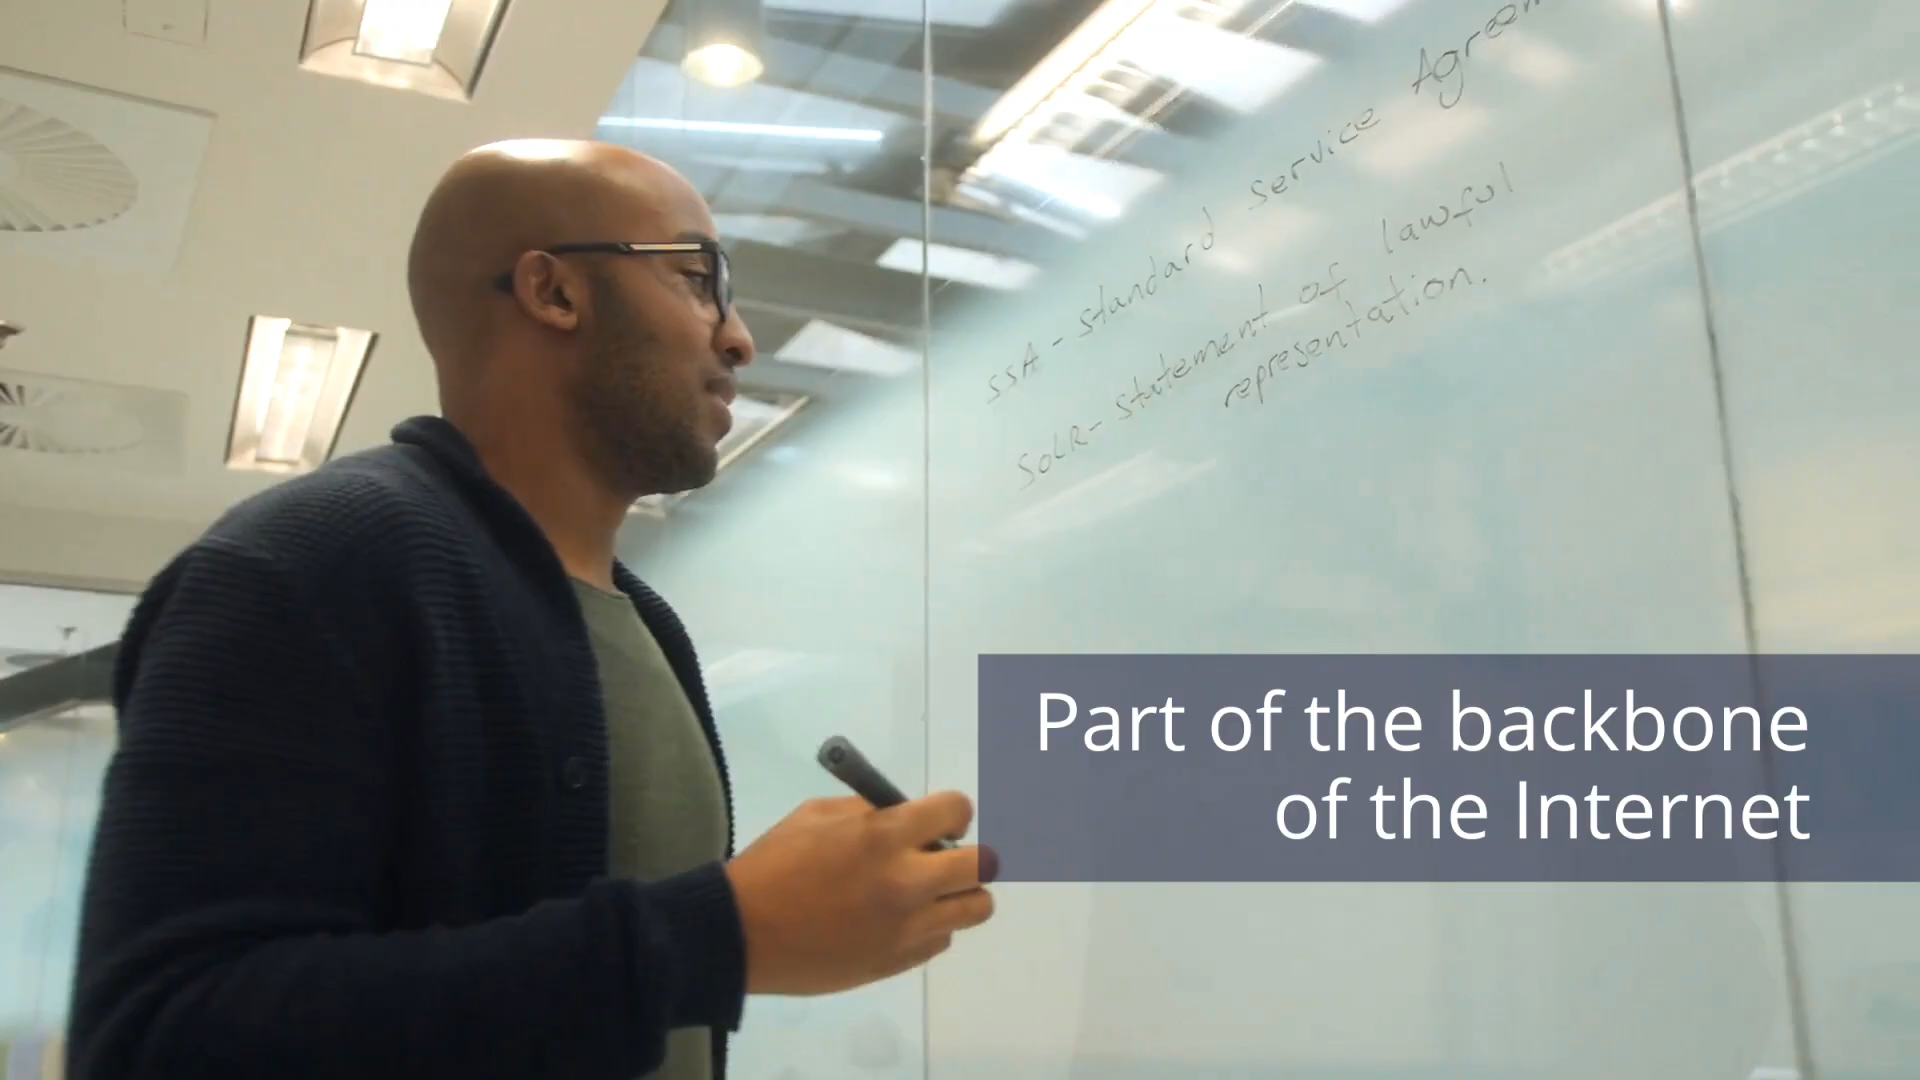 SSA - Standard Service Agreem
SoLR - statement of lawful
representation.
Part of the backbone
of the Internet